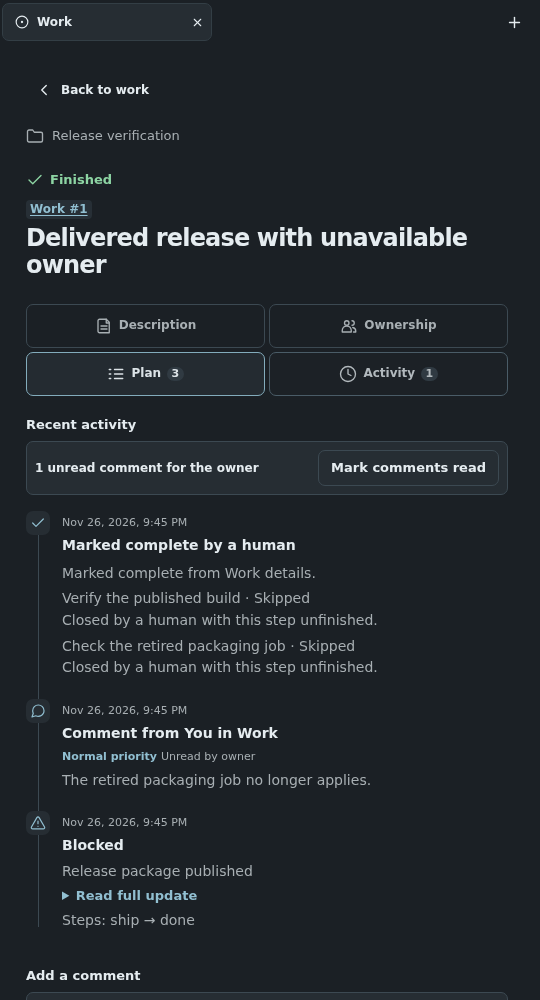 Work
Back to work
Release verification
Finished
Work #1
Delivered release with unavailable
owner
Description
Ownership
Plan 3
Activity 1
Recent activity
1 unread comment for the owner
Mark comments read
Nov 26, 2026, 9:45 PM
Marked complete by a human
Marked complete from Work details.
Verify the published build · Skipped
Closed by a human with this step unfinished.
Check the retired packaging job · Skipped
Closed by a human with this step unfinished.
Nov 26, 2026, 9:45 PM
Comment from You in Work
Normal priority Unread by owner
The retired packaging job no longer applies.
Nov 26, 2026, 9:45 PM
Blocked
Release package published
Read full update
Steps: ship → done
Add a comment